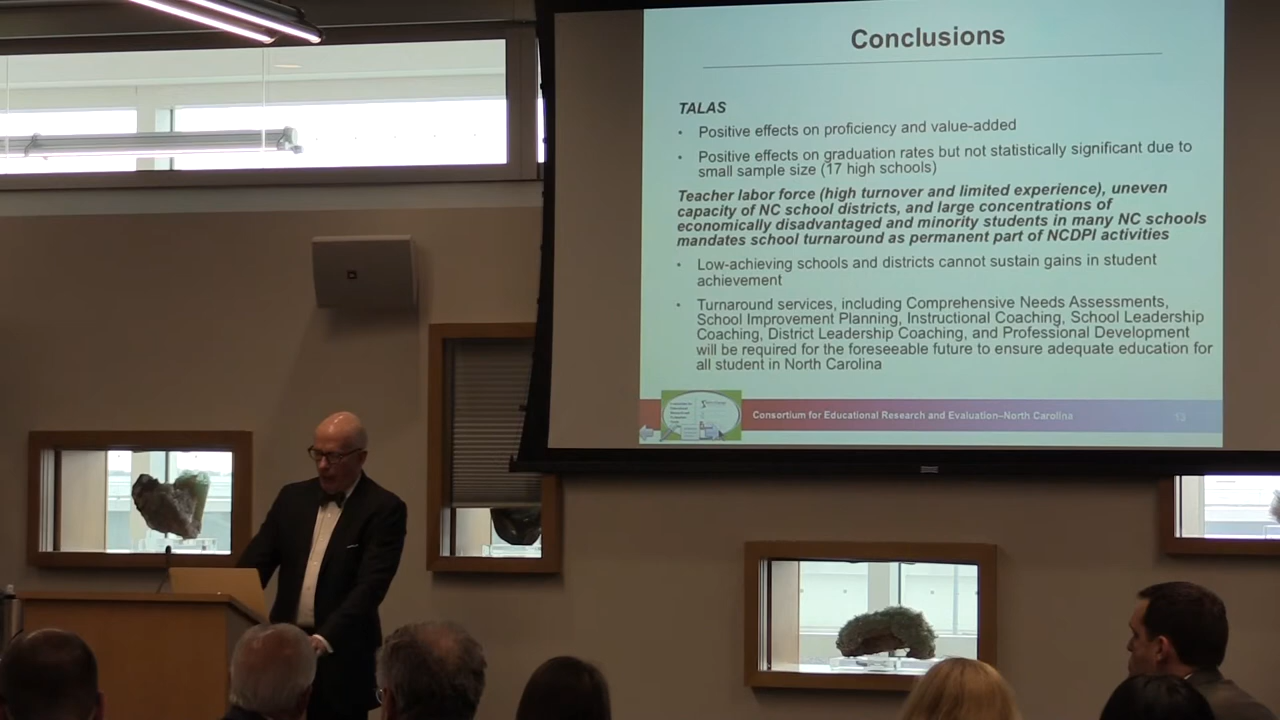 Conclusions
TALAS
• Positive effects on proficiency and value-added
• Positive effects on graduation rates but not statistically significant due to
small sample size (17 high schools)
Teacher labor force (high turnover and limited experience), uneven
capacity of NC school districts, and large concentrations of
economically disadvantaged and minority students in many NC schools
mandates school turnaround as permanent part of NCDPI activities
• Low-achieving schools and districts cannot sustain gains in student
achievement
• Turnaround services, including Comprehensive Needs Assessments,
School Improvement Planning, Instructional Coaching, School Leadership
Coaching, District Leadership Coaching, and Professional Development
will be required for the foreseeable future to ensure adequate education for
all student in North Carolina
Consortium for Educational Research and Evaluation–North Carolina
13